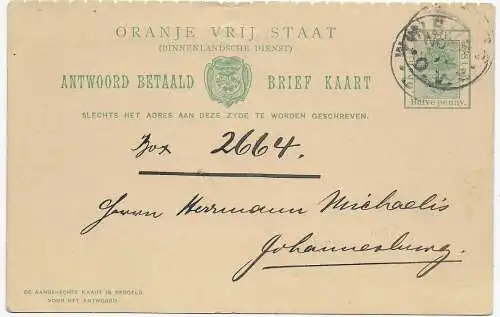 ORANJE VRIJ STAAT
(BINNENLANDSCHE DIENST)
ANTWOORD BETAALD BRIEF KAART
Halve penny.
SLECHTS HET ADRES AAN DEZE ZYDE TE WORDEN GESCHREVEN.
Box 2664.
Herrn Herrmann Michaelis
Johannesburg.
DE AANGEHECHTE KAART IS BEDOELD
VOOR HET ANTWOORD.